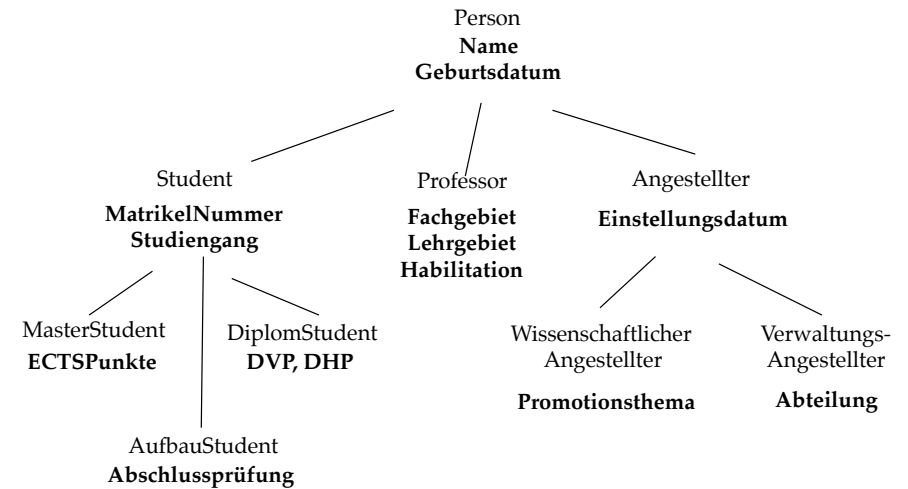 Person
Name
Geburtsdatum
Student
MatrikelNummer
Studiengang
Professor
Fachgebiet
Lehrgebiet
Habilitation
Angestellter
Einstellungsdatum
MasterStudent
ECTSPunkte
DiplomStudent
DVP, DHP
AufbauStudent
Abschlussprüfung
Wissenschaftlicher
Angestellter
Promotionsthema
Verwaltungs-
Angestellter
Abteilung